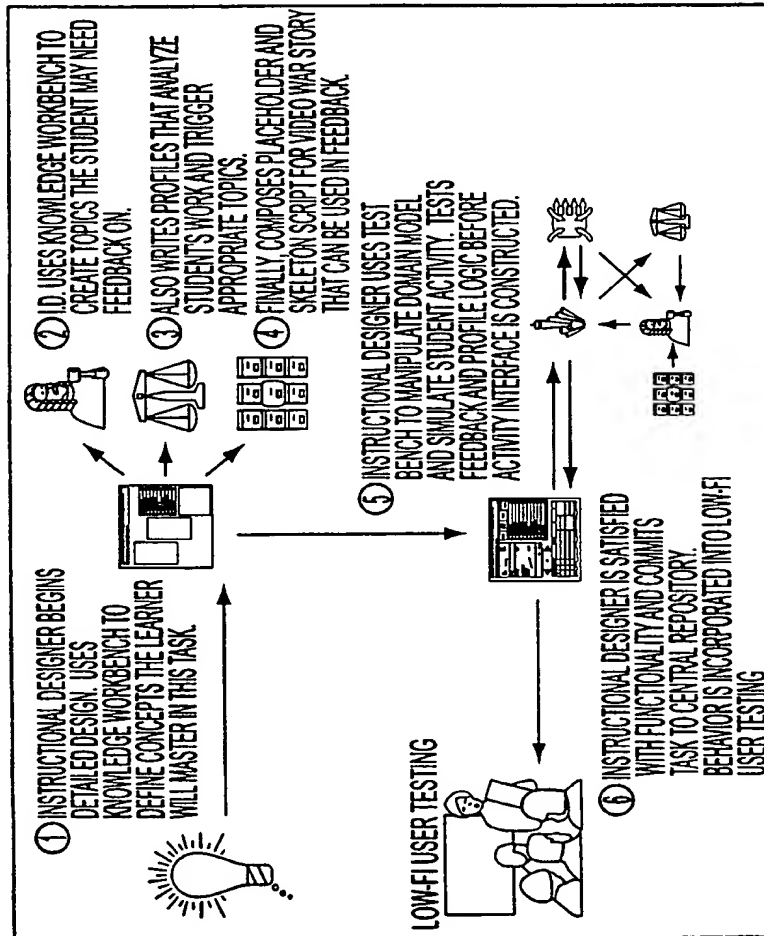 ① INSTRUCTIONAL DESIGNER BEGINS
DETAILED DESIGN. USES
KNOWLEDGE WORKBENCH TO
DEFINE CONCEPTS THE LEARNER
WILL MASTER IN THIS TASK.
② I.D. USES KNOWLEDGE WORKBENCH TO
CREATE TOPICS THE STUDENT MAY NEED
FEEDBACK ON.
③ ALSO WRITES PROFILES THAT ANALYZE
STUDENTS WORK AND TRIGGER
APPROPRIATE TOPICS.
④ FINALLY, COMPOSES PLACEHOLDER AND
SKELETON SCRIPT FOR VIDEO WAR STORY
THAT CAN BE USED IN FEEDBACK.
⑤ INSTRUCTIONAL DESIGNER USES TEST
BENCH TO MANIPULATE DOMAIN MODEL
AND SIMULATE STUDENT ACTIVITY. TESTS
FEEDBACK AND PROFILE LOGIC BEFORE
ACTIVITY INTERFACE IS CONSTRUCTED.
LOW-FI USER TESTING
⑥ INSTRUCTIONAL DESIGNER IS SATISFIED
WITH FUNCTIONALITY AND COMMITS
TASK TO CENTRAL REPOSITORY.
BEHAVIOR IS INCORPORATED INTO LOW-FI
USER TESTING